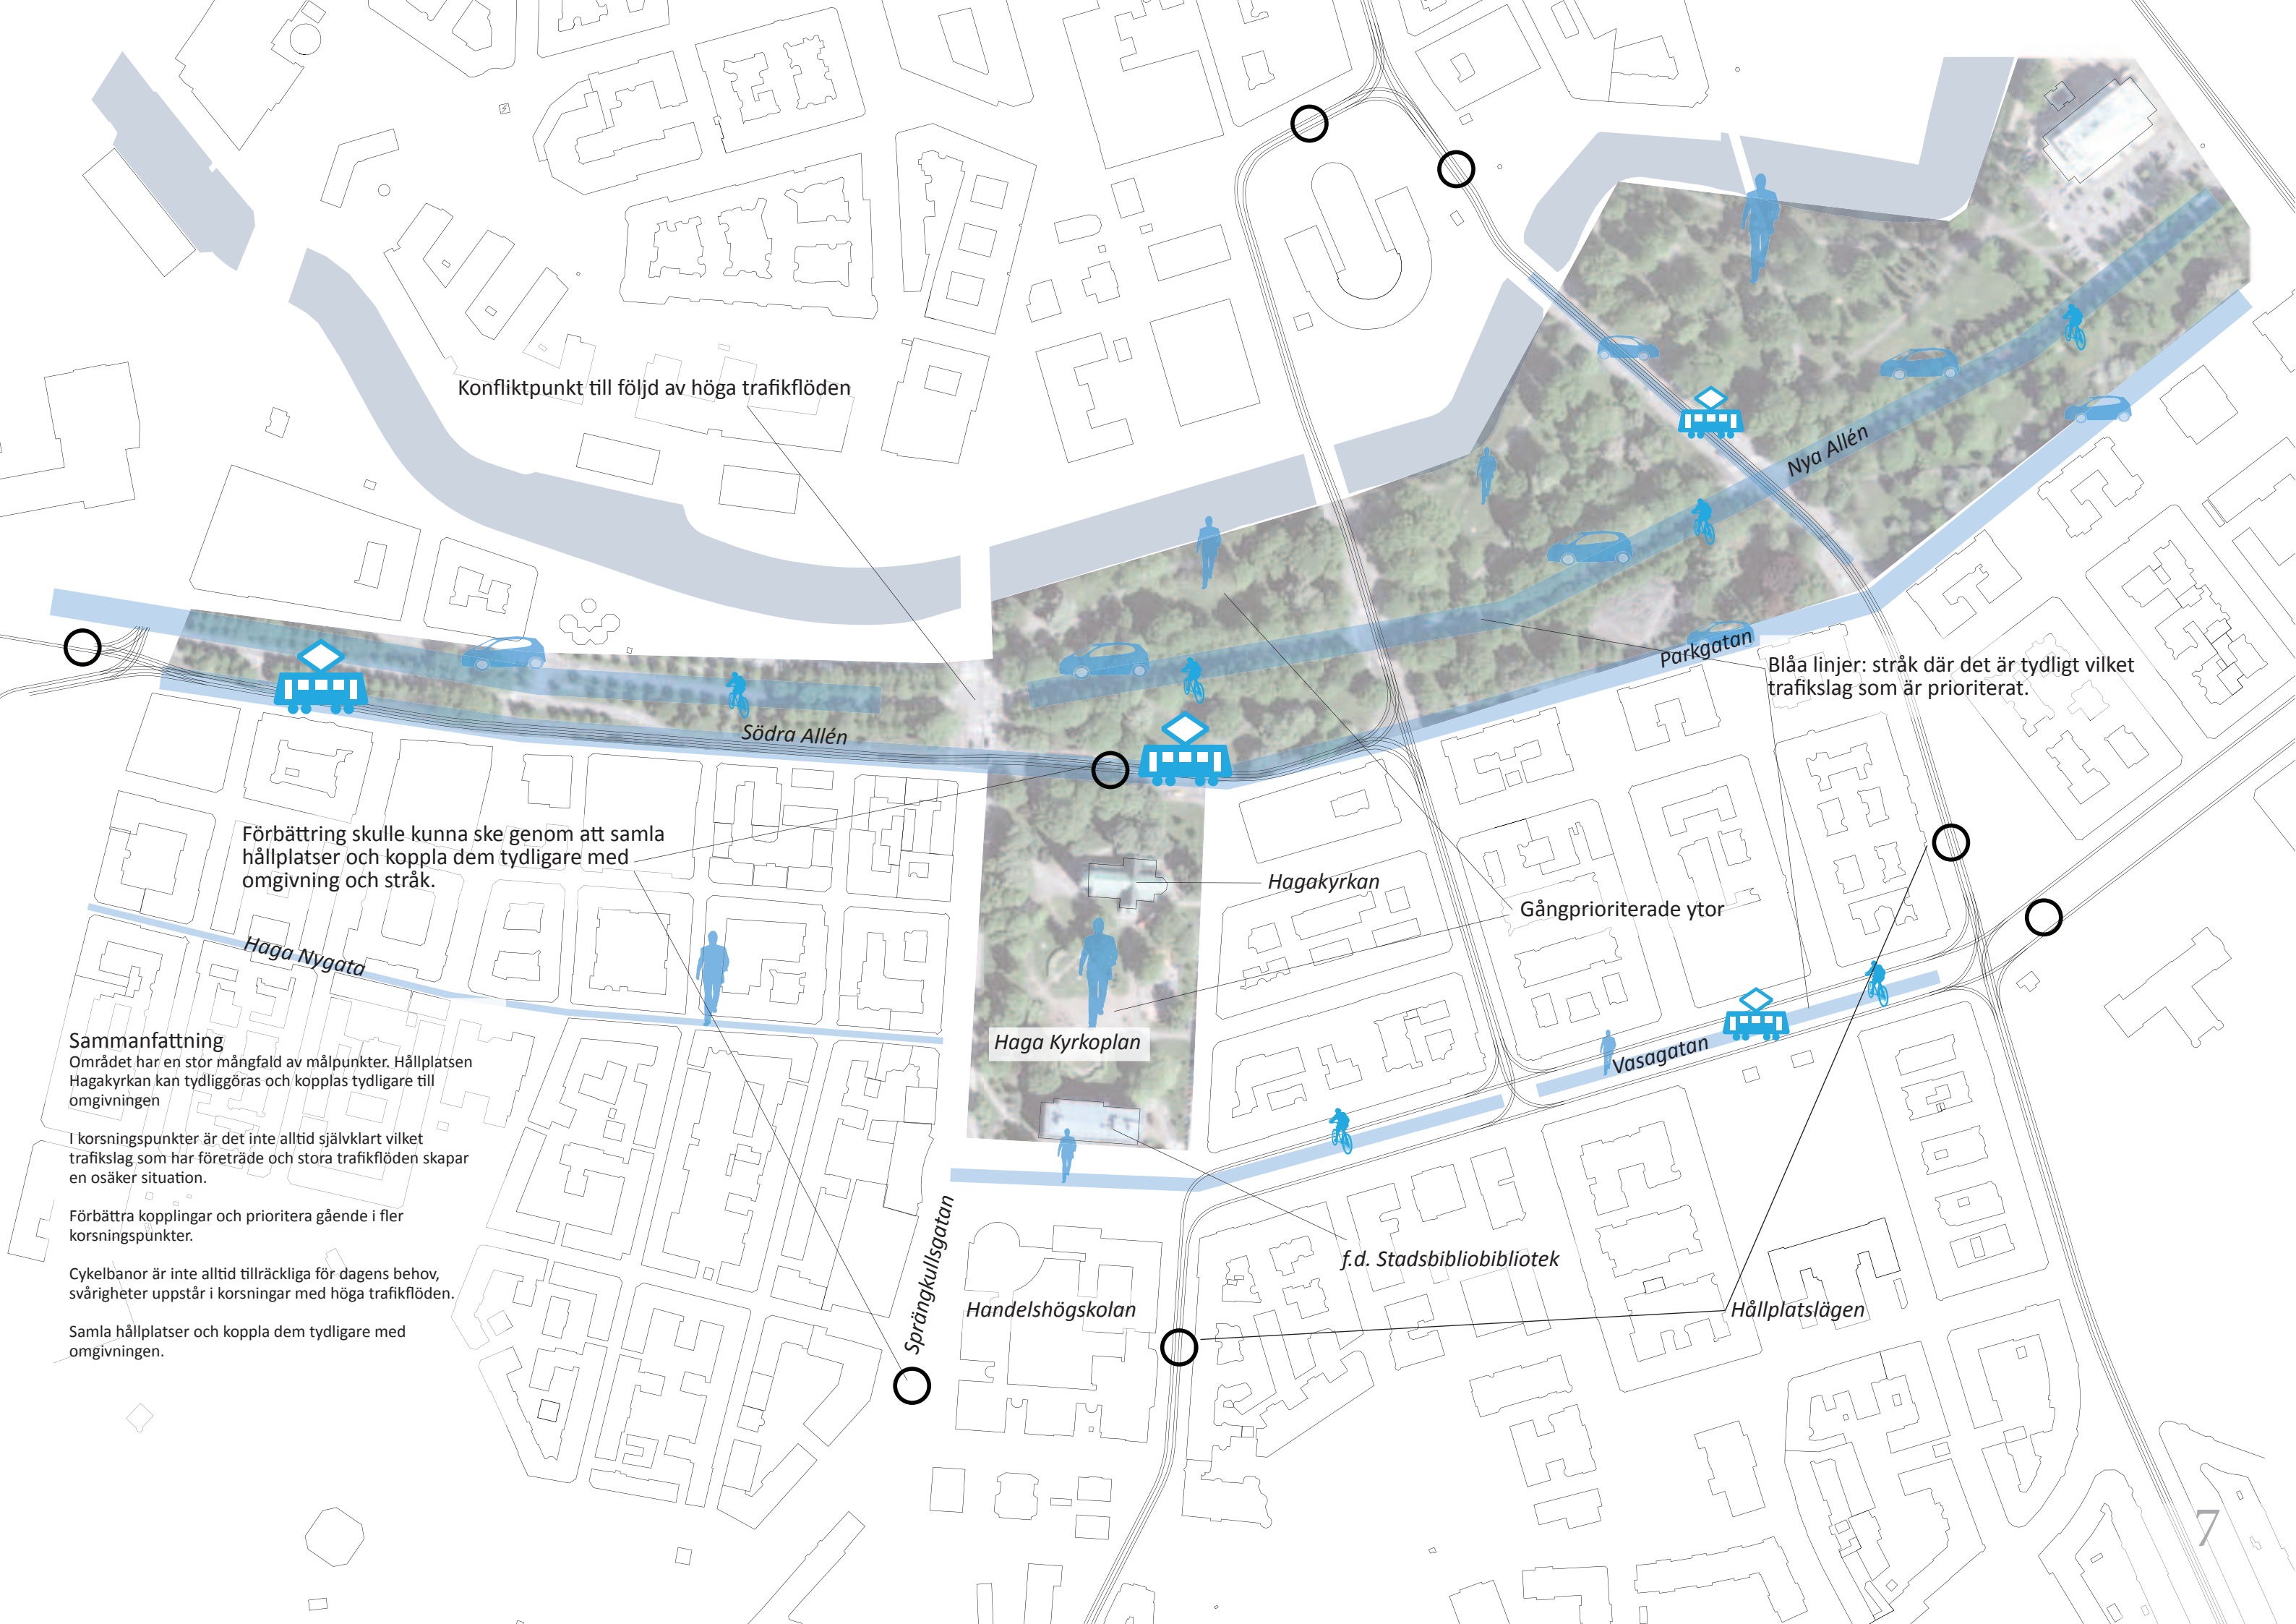 Konfliktpunkt till följd av höga trafikflöden
Nya Allén
Parkgatan
Blåa linjer: stråk där det är tydligt vilket
trafikslag som är prioriterat.
Södra Allén
Förbättring skulle kunna ske genom att samla
hållplatser och koppla dem tydligare med
omgivning och stråk.
Hagakyrkan
Gångprioriterade ytor
Haga Nygata
Haga Kyrkoplan
Vasagatan
Sammanfattning
Området har en stor mångfald av målpunkter. Hållplatsen
Hagakyrkan kan tydliggöras och kopplas tydligare till
omgivningen
I korsningspunkter är det inte alltid självklart vilket
trafikslag som har företräde och stora trafikflöden skapar
en osäker situation.
Förbättra kopplingar och prioritera gående i fler
korsningspunkter.
Cykelbanor är inte alltid tillräckliga för dagens behov,
svårigheter uppstår i korsningar med höga trafikflöden.
Samla hållplatser och koppla dem tydligare med
omgivningen.
Sprängkullsgatan
f.d. Stadsbibliobibliotek
Handelshögskolan
Hållplatslägen
7